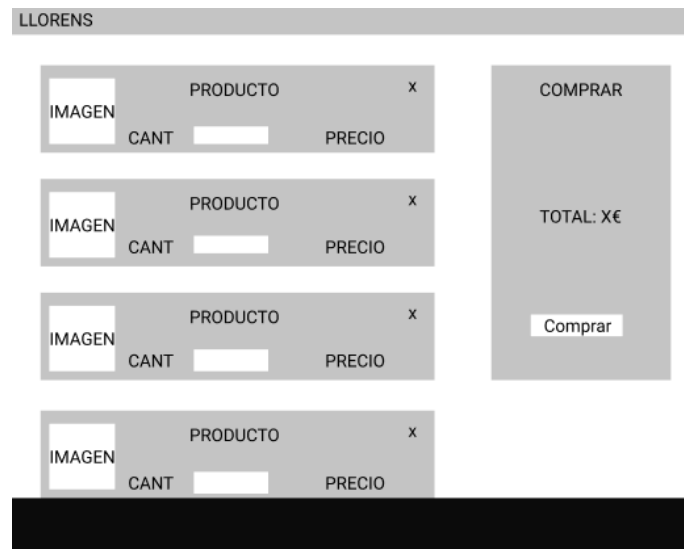 LLORENS
PRODUCTO X
IMAGEN
CANT PRECIO
PRODUCTO X
IMAGEN
CANT PRECIO
PRODUCTO X
IMAGEN
CANT PRECIO
PRODUCTO X
IMAGEN
CANT PRECIO
COMPRAR
TOTAL: X€
Comprar